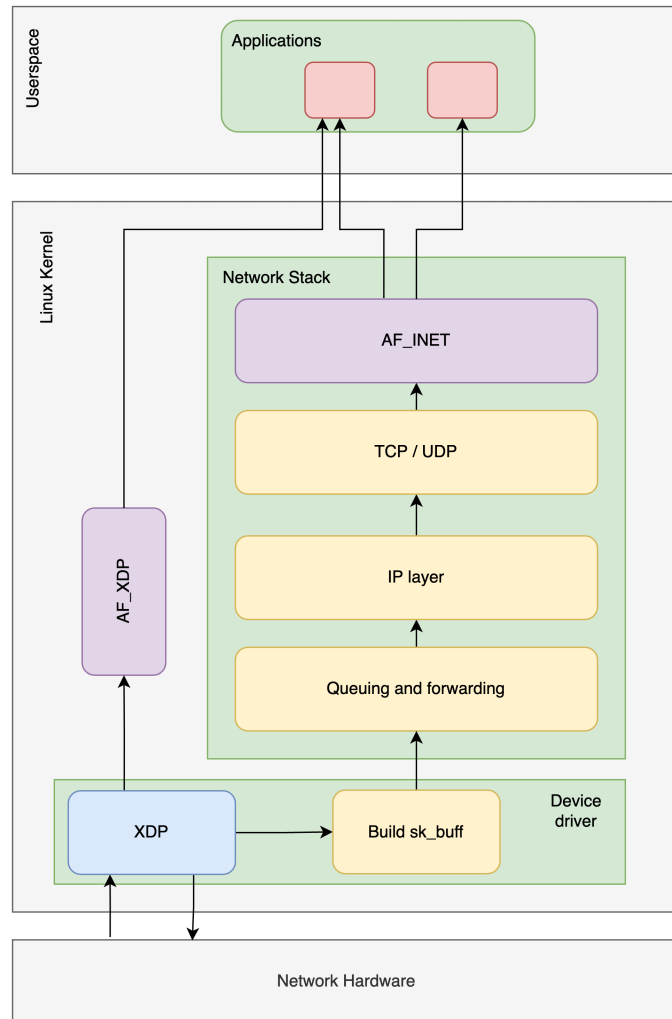 Userspace
Applications
Linux Kernel
Network Stack
AF_INET
TCP / UDP
IP layer
AF_XDP
Queuing and forwarding
XDP
Build sk_buff
Device
driver
Network Hardware